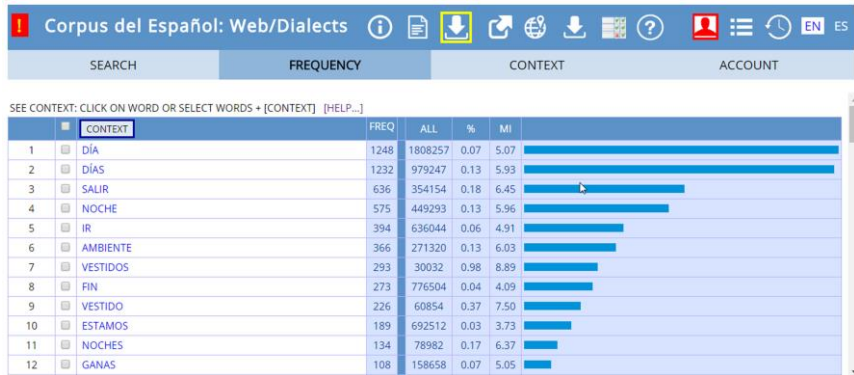 ! Corpus del Español: Web/Dialects i ? EN ES
SEARCH FREQUENCY CONTEXT ACCOUNT
SEE CONTEXT: CLICK ON WORD OR SELECT WORDS + [CONTEXT] [HELP...]
CONTEXT FREQ ALL % MI
1 DÍA 1248 1808257 0.07 5.07
2 DÍAS 1232 979247 0.13 5.93
3 SALIR 636 354154 0.18 6.45
4 NOCHE 575 449293 0.13 5.96
5 IR 394 636044 0.06 4.91
6 AMBIENTE 366 271320 0.13 6.03
7 VESTIDOS 293 30032 0.98 8.89
8 FIN 273 776504 0.04 4.09
9 VESTIDO 226 60854 0.37 7.50
10 ESTAMOS 189 692512 0.03 3.73
11 NOCHES 134 78982 0.17 6.37
12 GANAS 108 158658 0.07 5.05